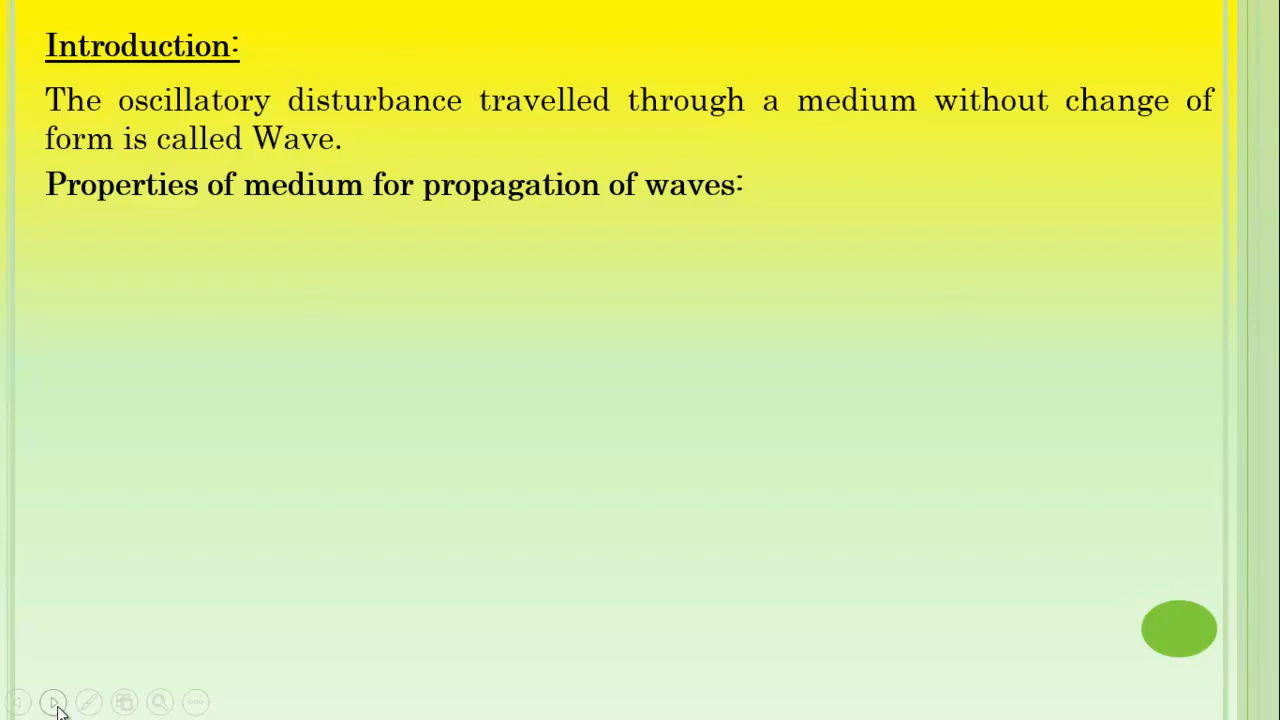 Introduction:
The oscillatory disturbance travelled through a medium without change of
form is called Wave.
Properties of medium for propagation of waves: